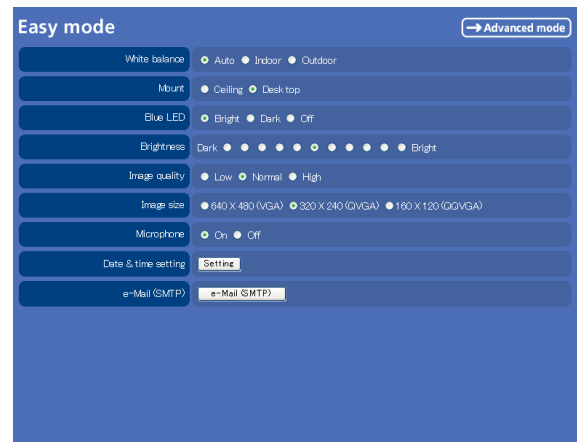 Easy mode
→ Advanced mode
White balance Auto Indoor Outdoor
Mount Ceiling Desk top
Blue LED Bright Dark Off
Brightness Dark Bright
Image quality Low Normal High
Image size 640 X 480 (VGA) 320 X 240 (QVGA) 160 X 120 (QQVGA)
Microphone On Off
Date & time setting Setting
e-Mail (SMTP) e-Mail (SMTP)